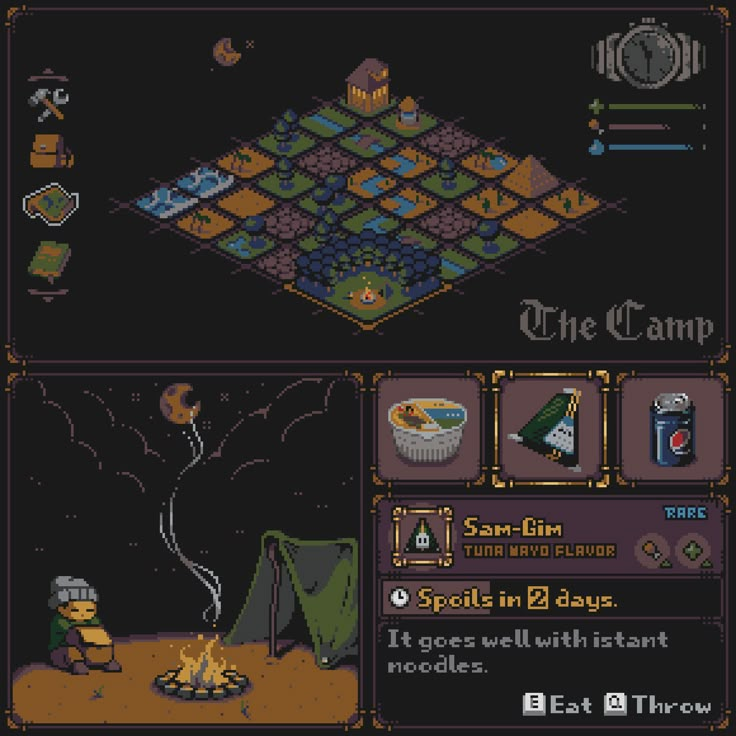 The Camp
Sam-Gim
RARE
TUNA MAYO FLAVOR
Spoils in 2 days.
It goes well with istant
noodles.
E Eat Q Throw